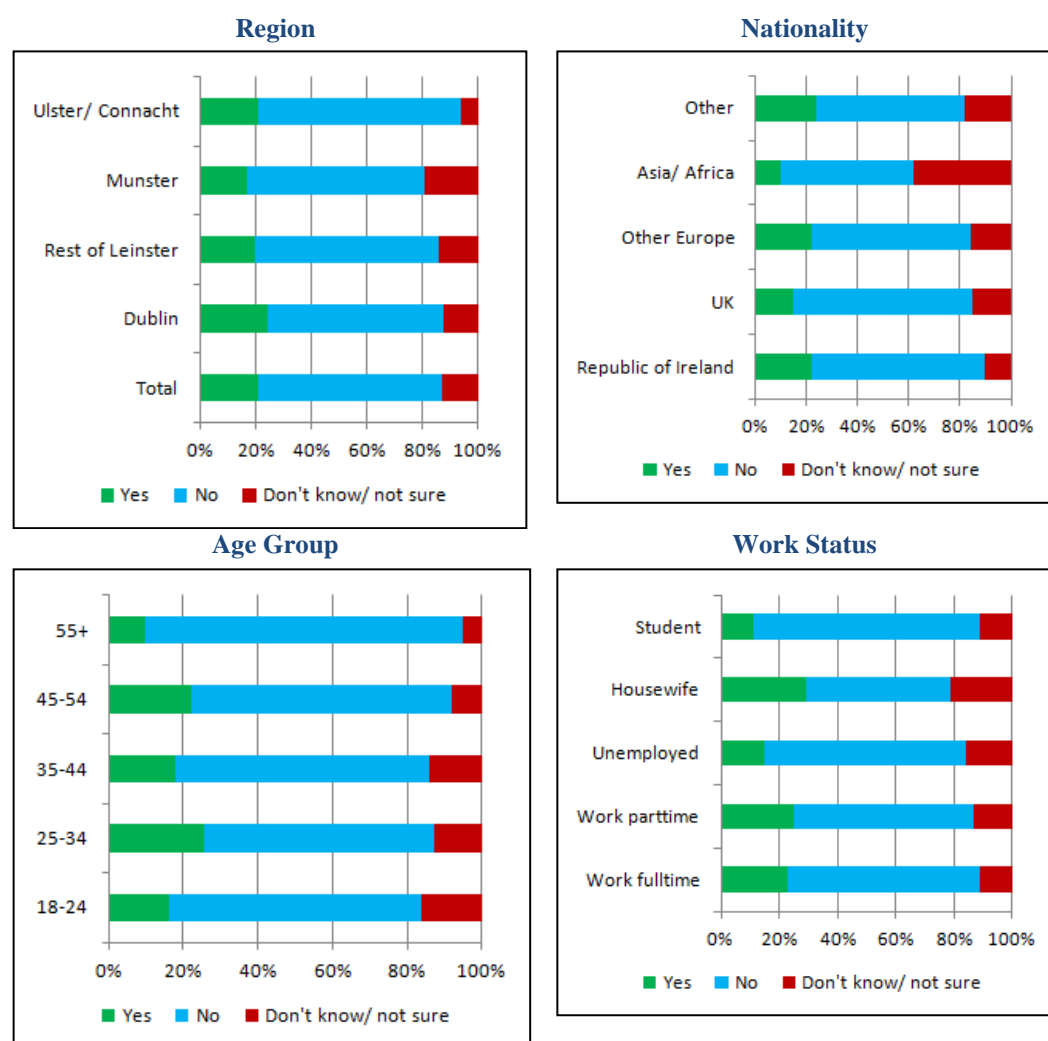 Region
Ulster/ Connacht
Munster
Rest of Leinster
Dublin
Total
0% 20% 40% 60% 80% 100%
Yes No Don't know/ not sure
Nationality
Other
Asia/ Africa
Other Europe
UK
Republic of Ireland
0% 20% 40% 60% 80% 100%
Yes No Don't know/ not sure
Age Group
55+
45-54
35-44
25-34
18-24
0% 20% 40% 60% 80% 100%
Yes No Don't know/ not sure
Work Status
Student
Housewife
Unemployed
Work parttime
Work fulltime
0% 20% 40% 60% 80% 100%
Yes No Don't know/ not sure